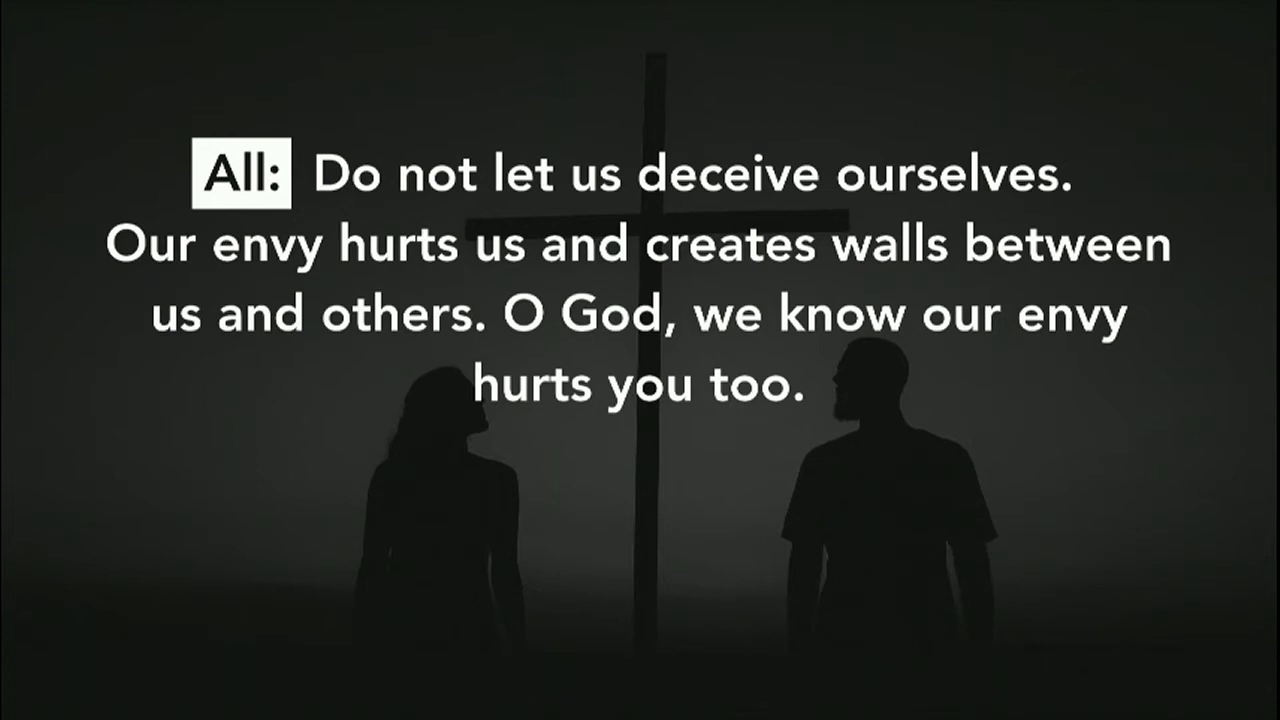 All: Do not let us deceive ourselves.
Our envy hurts us and creates walls between
us and others. O God, we know our envy
hurts you too.